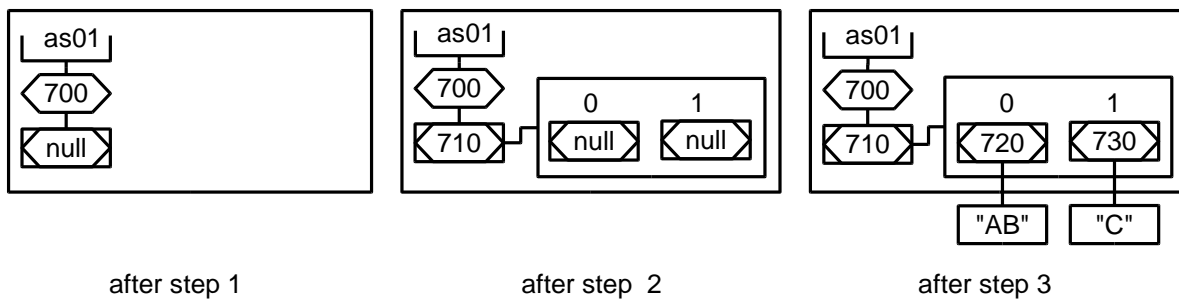 as01
700
null
after step 1
as01
700
710
0 1
null null
after step 2
as01
700
710
0 1
720 730
"AB" "C"
after step 3